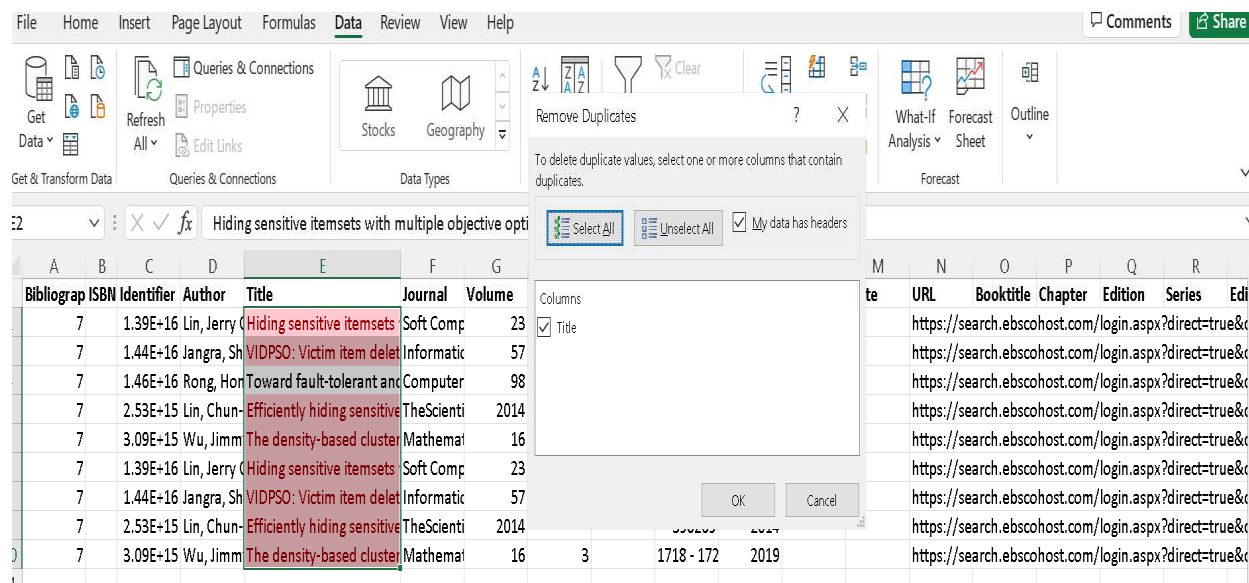 File Home Insert Page Layout Formulas Data Review View Help Comments Share
Queries & Connections Clear
Properties
Edit Links
Get Data Refresh All Stocks Geography What-If Analysis Forecast Sheet Outline
Get & Transform Data Queries & Connections Data Types Forecast
E2 fx Hiding sensitive itemsets with multiple objective opti
Remove Duplicates ? X
To delete duplicate values, select one or more columns that contain
duplicates.
Select All Unselect All My data has headers
Columns
Title
OK Cancel
A B C D E F G M N O P Q R
Bibliograp ISBN Identifier Author Title Journal Volume te URL Booktitle Chapter Edition Series Edi
7 1.39E+16 Lin, Jerry C Hiding sensitive itemsets Soft Comp 23 https://search.ebscohost.com/login.aspx?direct=true&
7 1.44E+16 Jangra, Sh VIDPSO: Victim item delet Informatic 57 https://search.ebscohost.com/login.aspx?direct=true&
7 1.46E+16 Rong, Hon Toward fault-tolerant and Computer 98 https://search.ebscohost.com/login.aspx?direct=true&
7 2.53E+15 Lin, Chun- Efficiently hiding sensitive TheScienti 2014 https://search.ebscohost.com/login.aspx?direct=true&
7 3.09E+15 Wu, Jimm The density-based cluster Mathemat 16 https://search.ebscohost.com/login.aspx?direct=true&
7 1.39E+16 Lin, Jerry C Hiding sensitive itemsets Soft Comp 23 https://search.ebscohost.com/login.aspx?direct=true&
7 1.44E+16 Jangra, Sh VIDPSO: Victim item delet Informatic 57 https://search.ebscohost.com/login.aspx?direct=true&
7 2.53E+15 Lin, Chun- Efficiently hiding sensitive TheScienti 2014 https://search.ebscohost.com/login.aspx?direct=true&
7 3.09E+15 Wu, Jimm The density-based cluster Mathemat 16 3 1718 - 172 2019 https://search.ebscohost.com/login.aspx?direct=true&